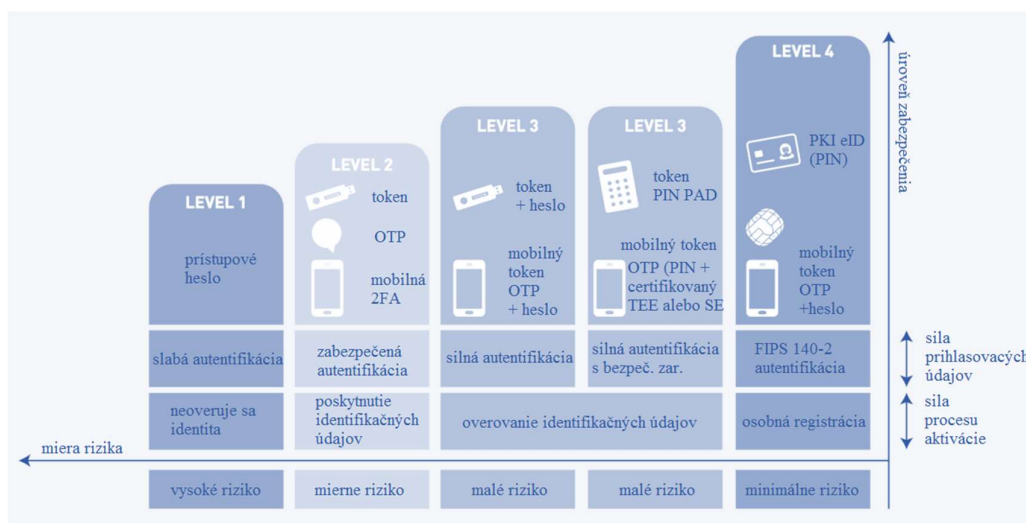 LEVEL 1
prístupové
heslo
slabá autentifikácia
neoveruje sa
identita
vysoké riziko
LEVEL 2
token
OTP
mobilná
2FA
zabezpečená
autentifikácia
poskytnutie
identifikačných
údajov
mierne riziko
LEVEL 3
token
+ heslo
mobilný
token
OTP
+ heslo
silná autentifikácia
LEVEL 3
token
PIN PAD
mobilný token
OTP (PIN +
certifikovaný
TEE alebo SE
silná autentifikácia
s bezpeč. zar.
overovanie identifikačných údajov
malé riziko
malé riziko
LEVEL 4
PKI eID
(PIN)
mobilný
token
OTP
+heslo
FIPS 140-2
autentifikácia
osobná registrácia
minimálne riziko
úroveň zabezpečenia
sila
prihlasovacých
údajov
sila
procesu
aktivácie
miera rizika